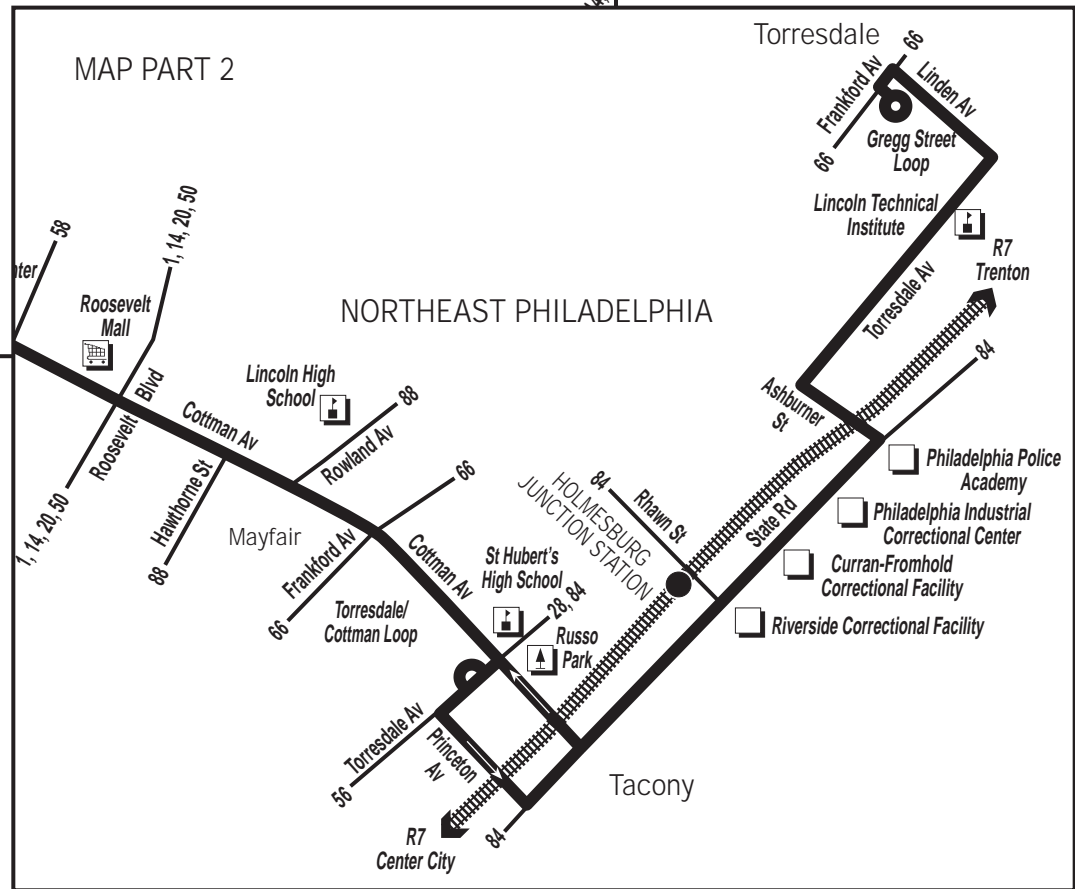 MAP PART 2
Torresdale
66
Frankford Av
66
Linden Av
Gregg Street
Loop
Lincoln Technical
Institute
R7
Trenton
Torresdale Av
84
58
1, 14, 20, 50
Roosevelt
Mall
NORTHEAST PHILADELPHIA
Lincoln High
School
88
Rowland Av
Blvd
Roosevelt
1, 14, 20, 50
Cottman Av
Hawthorne St
88
Mayfair
66
Frankford Av
66
Cottman Av
Ashburner
St
84
Rhawn St
HOLMESBURG
JUNCTION STATION
State Rd
Philadelphia Police
Academy
Philadelphia Industrial
Correctional Center
Curran-Fromhold
Correctional Facility
Riverside Correctional Facility
St Hubert's
High School
28, 84
Russo
Park
Torresdale/
Cottman Loop
Torresdale Av
56
Princeton
Av
Tacony
84
R7
Center City